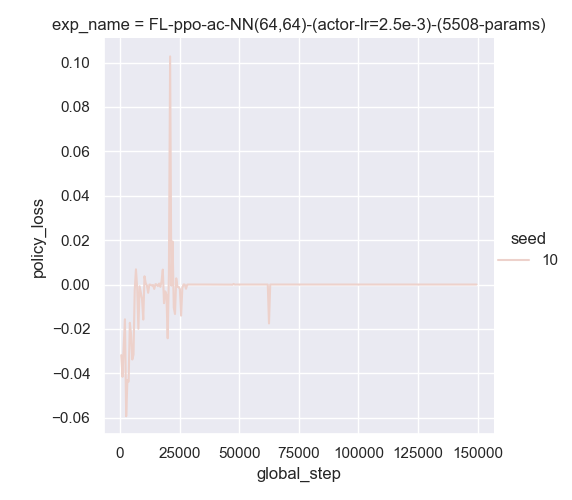 exp_name = FL-ppo-ac-NN(64,64)-(actor-lr=2.5e-3)-(5508-params)
0.10
0.08
0.06
0.04
0.02
0.00
−0.02
−0.04
−0.06
policy_loss
0 25000 50000 75000 100000 125000 150000
global_step
seed
10